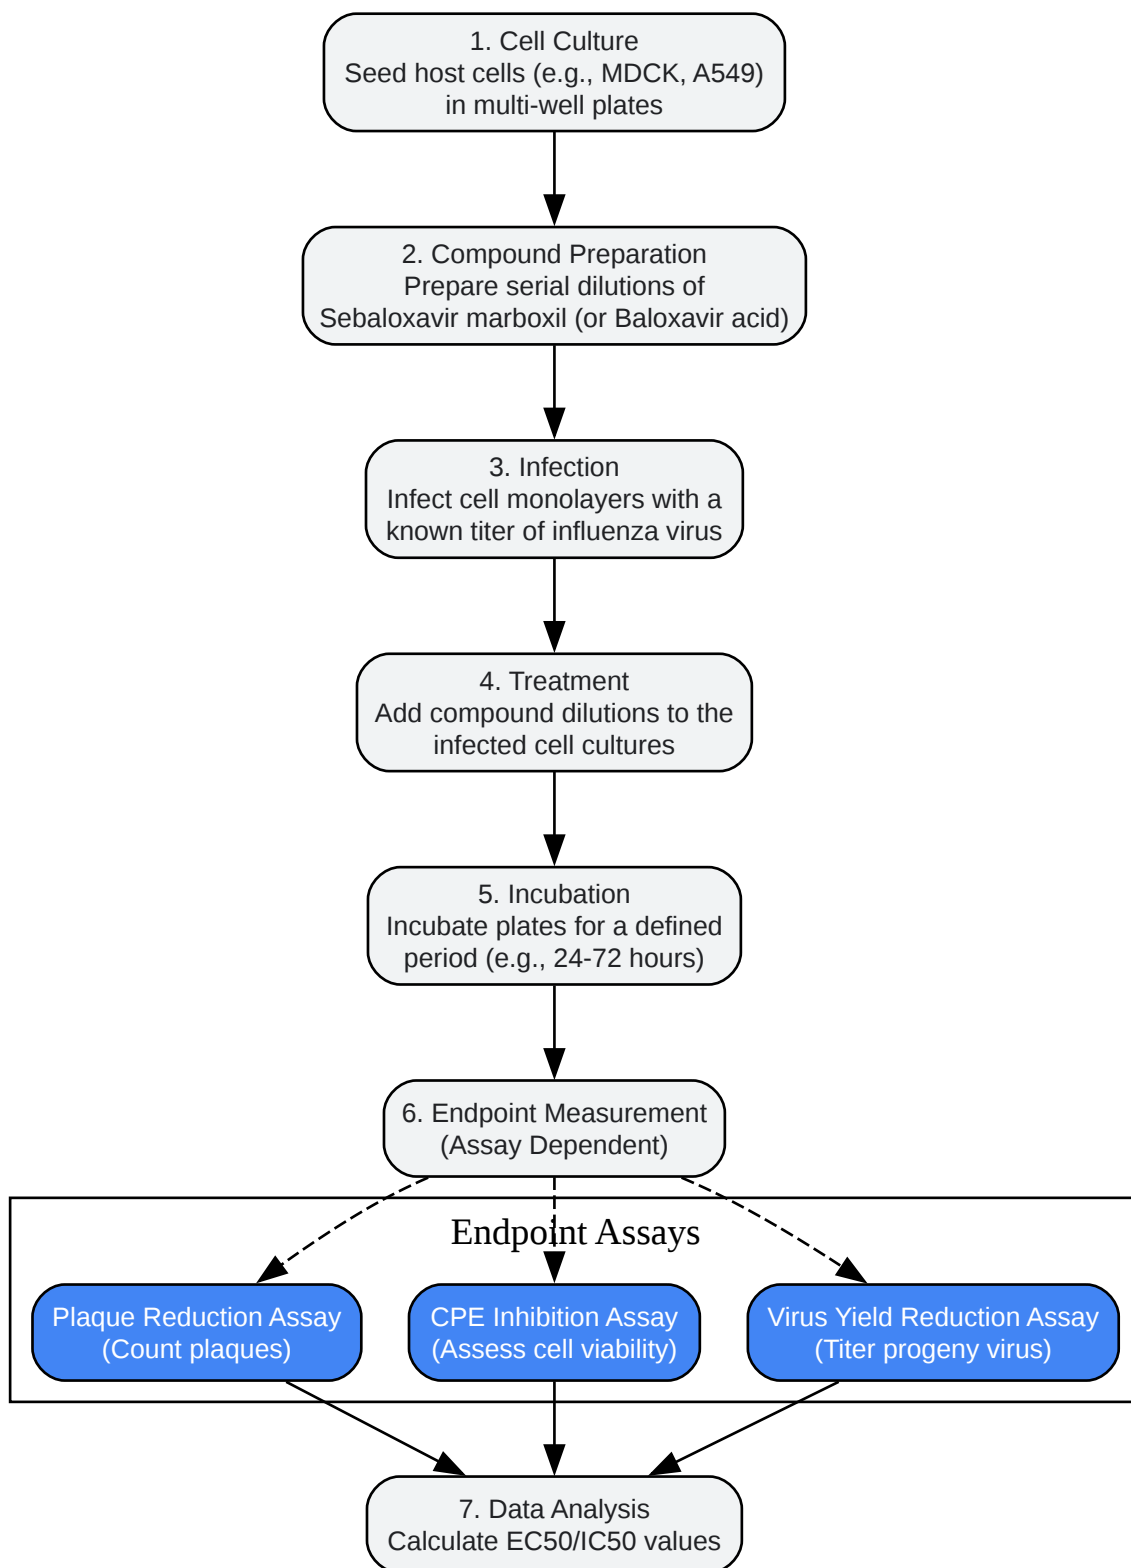 1. Cell Culture
Seed host cells (e.g., MDCK, A549)
in multi-well plates
2. Compound Preparation
Prepare serial dilutions of
Sebaloxavir marboxil (or Baloxavir acid)
3. Infection
Infect cell monolayers with a
known titer of influenza virus
4. Treatment
Add compound dilutions to the
infected cell cultures
5. Incubation
Incubate plates for a defined
period (e.g., 24-72 hours)
6. Endpoint Measurement
(Assay Dependent)
Endpoint Assays
Plaque Reduction Assay
(Count plaques)
CPE Inhibition Assay
(Assess cell viability)
Virus Yield Reduction Assay
(Titer progeny virus)
7. Data Analysis
Calculate EC50/IC50 values